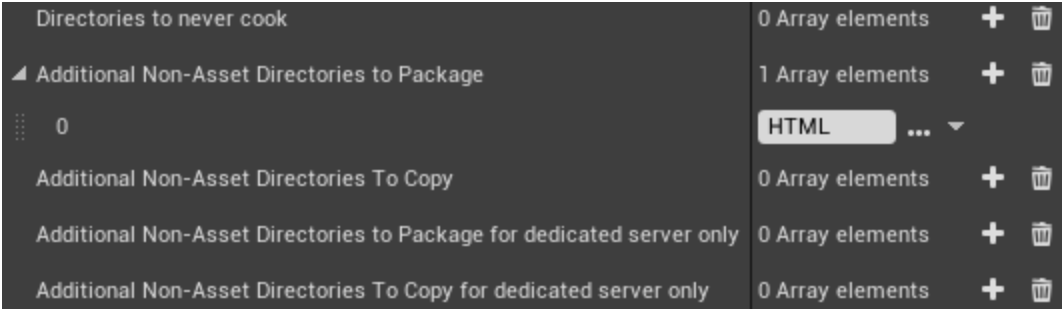 Directories to never cook 0 Array elements
Additional Non-Asset Directories to Package 1 Array elements
0 HTML ...
Additional Non-Asset Directories To Copy 0 Array elements
Additional Non-Asset Directories to Package for dedicated server only 0 Array elements
Additional Non-Asset Directories To Copy for dedicated server only 0 Array elements